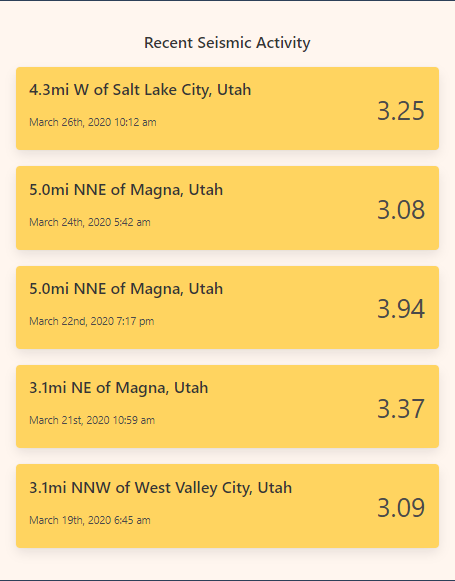 Recent Seismic Activity
4.3mi W of Salt Lake City, Utah
March 26th, 2020 10:12 am
3.25
5.0mi NNE of Magna, Utah
March 24th, 2020 5:42 am
3.08
5.0mi NNE of Magna, Utah
March 22nd, 2020 7:17 pm
3.94
3.1mi NE of Magna, Utah
March 21st, 2020 10:59 am
3.37
3.1mi NNW of West Valley City, Utah
March 19th, 2020 6:45 am
3.09